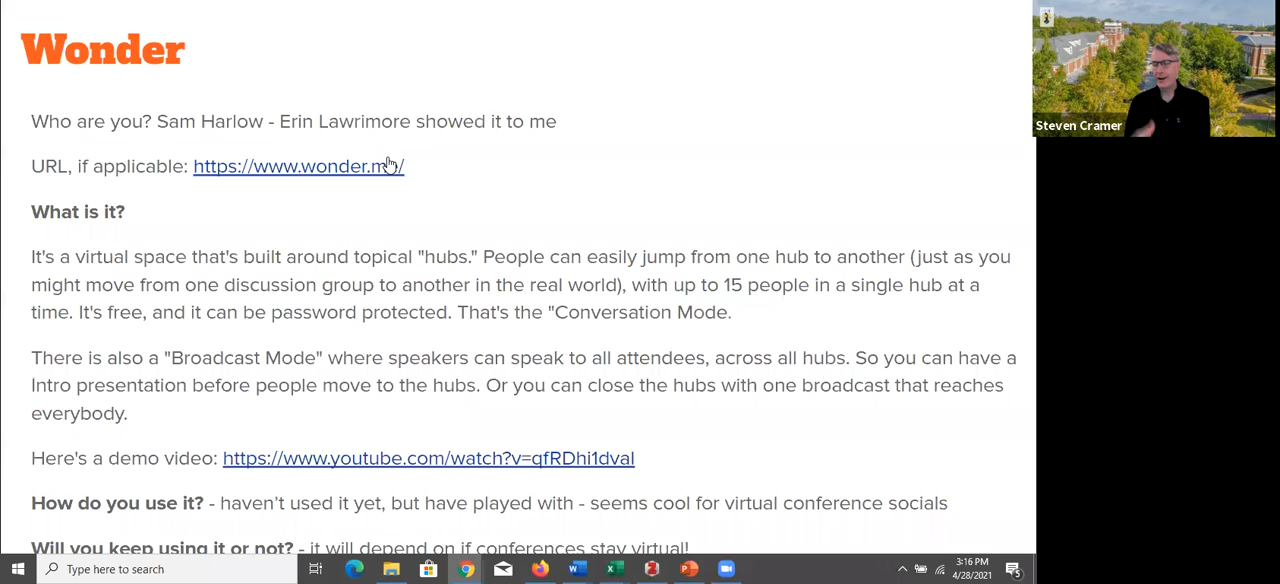 Wonder
Who are you? Sam Harlow - Erin Lawrimore showed it to me
URL, if applicable: https://www.wonder.me/
What is it?
It's a virtual space that's built around topical "hubs." People can easily jump from one hub to another (just as you
might move from one discussion group to another in the real world), with up to 15 people in a single hub at a
time. It's free, and it can be password protected. That's the "Conversation Mode.
There is also a "Broadcast Mode" where speakers can speak to all attendees, across all hubs. So you can have a
Intro presentation before people move to the hubs. Or you can close the hubs with one broadcast that reaches
everybody.
Here's a demo video: https://www.youtube.com/watch?v=qfRDhi1dvaI
How do you use it? - haven't used it yet, but have played with - seems cool for virtual conference socials
Will you keep using it or not? - it will depend on if conferences stay virtual!
Steven Cramer
Type here to search
3:16 PM
4/28/2021
5